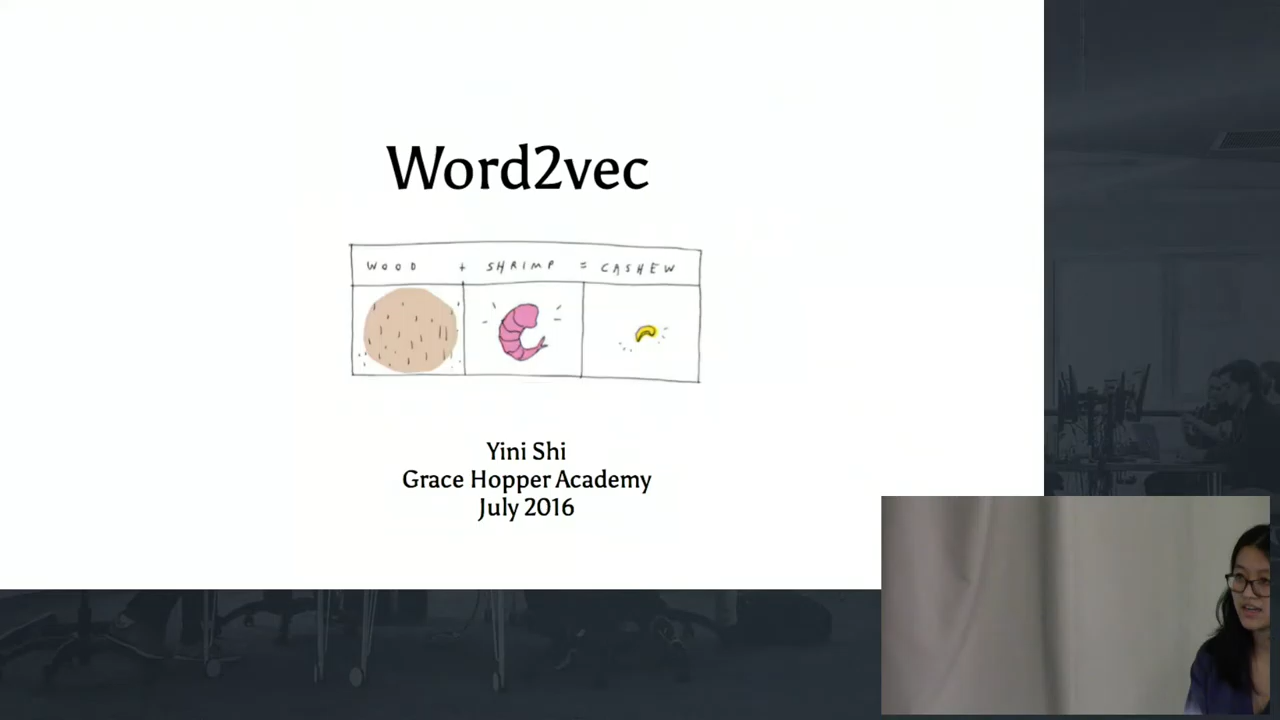 Word2vec
WOOD + SHRIMP = CASHEW
Yini Shi
Grace Hopper Academy
July 2016